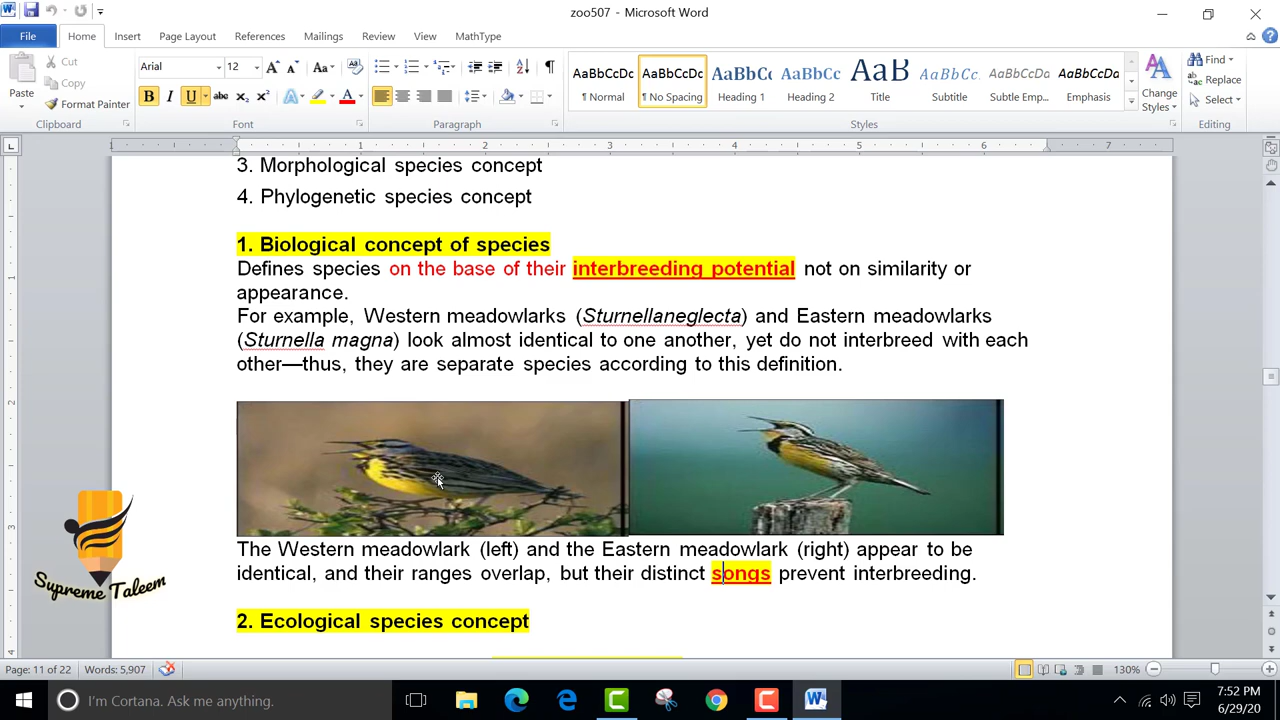 zoo507 - Microsoft Word
File Home Insert Page Layout References Mailings Review View MathType
Cut
Copy
Format Painter
Paste
Clipboard
Arial 12
Font
Paragraph
AaBbCcDc AaBbCcDc AaBbCc AaBbCc AaB AaBbCc. AaBbCcDc AaBbCcDc
¶ Normal ¶ No Spacing Heading 1 Heading 2 Title Subtitle Subtle Emp... Emphasis
Change Styles
Styles
Find
Replace
Select
Editing
3. Morphological species concept
4. Phylogenetic species concept
1. Biological concept of species
Defines species on the base of their interbreeding potential not on similarity or
appearance.
For example, Western meadowlarks (Sturnellaneglecta) and Eastern meadowlarks
(Sturnella magna) look almost identical to one another, yet do not interbreed with each
other—thus, they are separate species according to this definition.
The Western meadowlark (left) and the Eastern meadowlark (right) appear to be
identical, and their ranges overlap, but their distinct songs prevent interbreeding.
Supreme Taleem
2. Ecological species concept
Page: 11 of 22 Words: 5,907 130%
I'm Cortana. Ask me anything.
7:52 PM
6/29/20